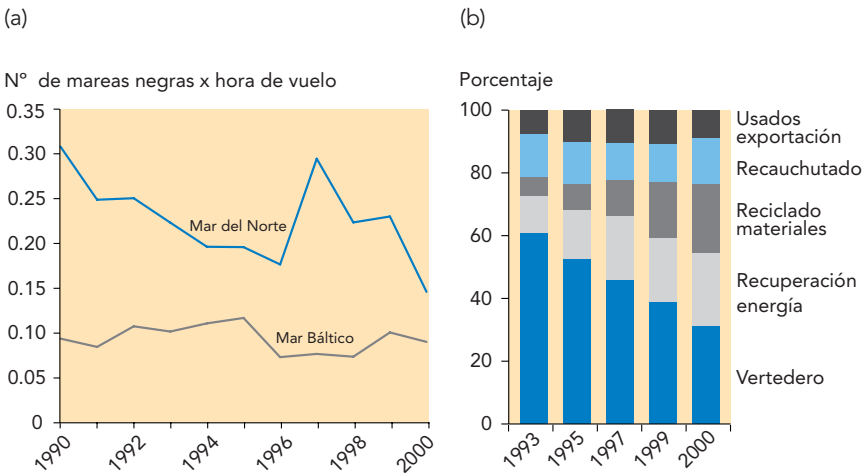 (a)
Nº de mareas negras x hora de vuelo
0.35
0.30
0.25
0.20
0.15
0.10
0.05
0
Mar del Norte
Mar Báltico
1990
1992
1994
1996
1998
2000
(b)
Porcentaje
100
80
60
40
20
0
Usados
exportación
Recauchutado
Reciclado
materiales
Recuperación
energía
Vertedero
1993
1995
1997
1999
2000